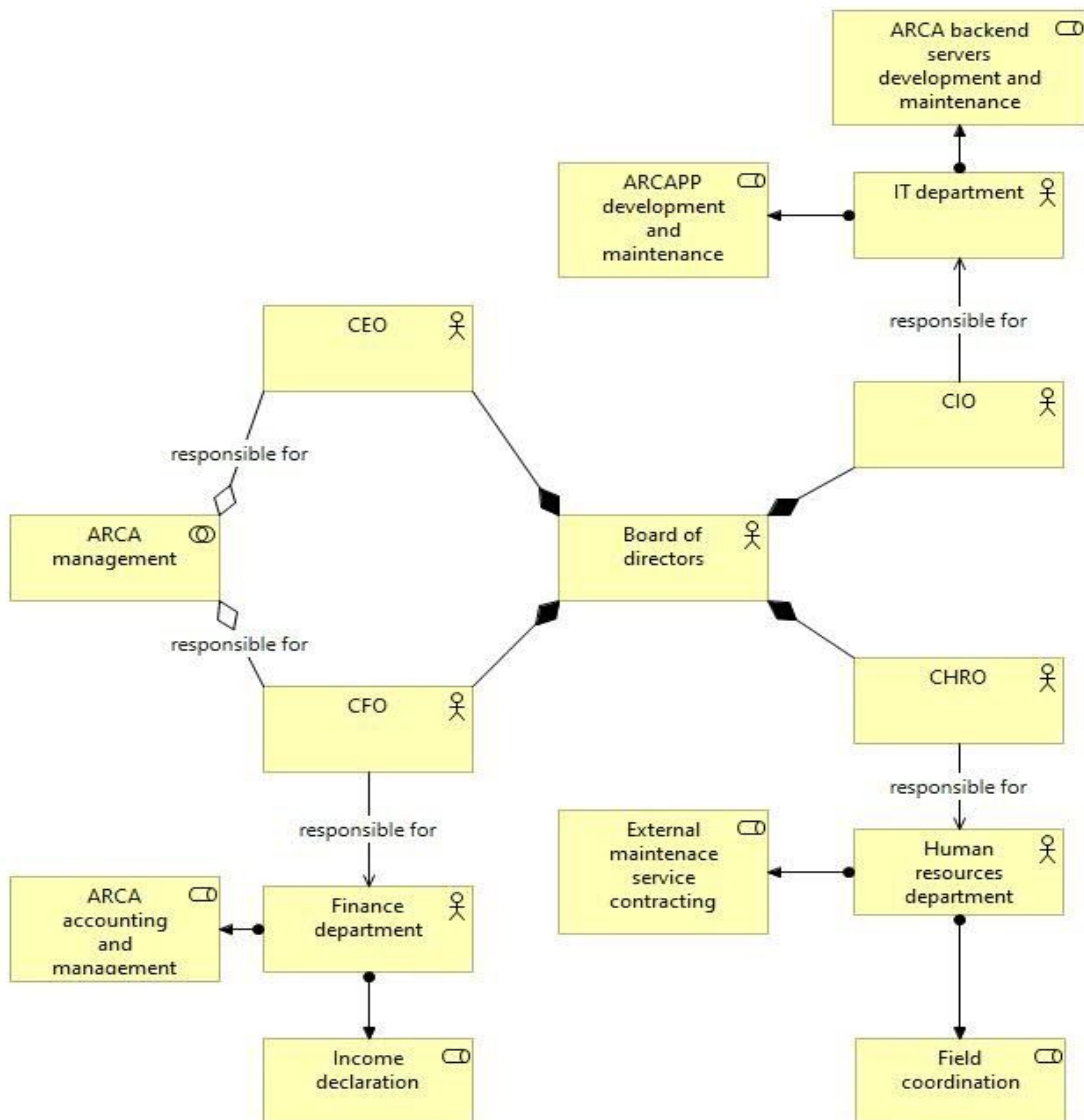 ARCA backend
servers
development and
maintenance
ARCAPP
development
and
maintenance
IT department
responsible for
CEO
CIO
responsible for
ARCA
management
Board of
directors
responsible for
CFO
CHRO
responsible for
responsible for
External
maintenace
service
contracting
Human
resources
department
ARCA
accounting
and
management
Finance
department
Income
declaration
Field
coordination